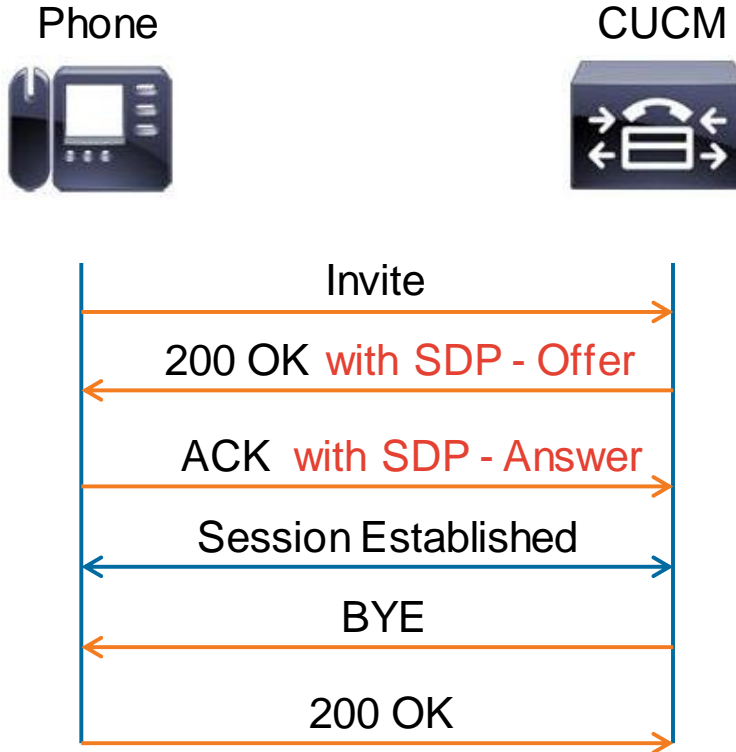 Phone CUCM
Invite
200 OK with SDP - Offer
ACK with SDP - Answer
Session Established
BYE
200 OK